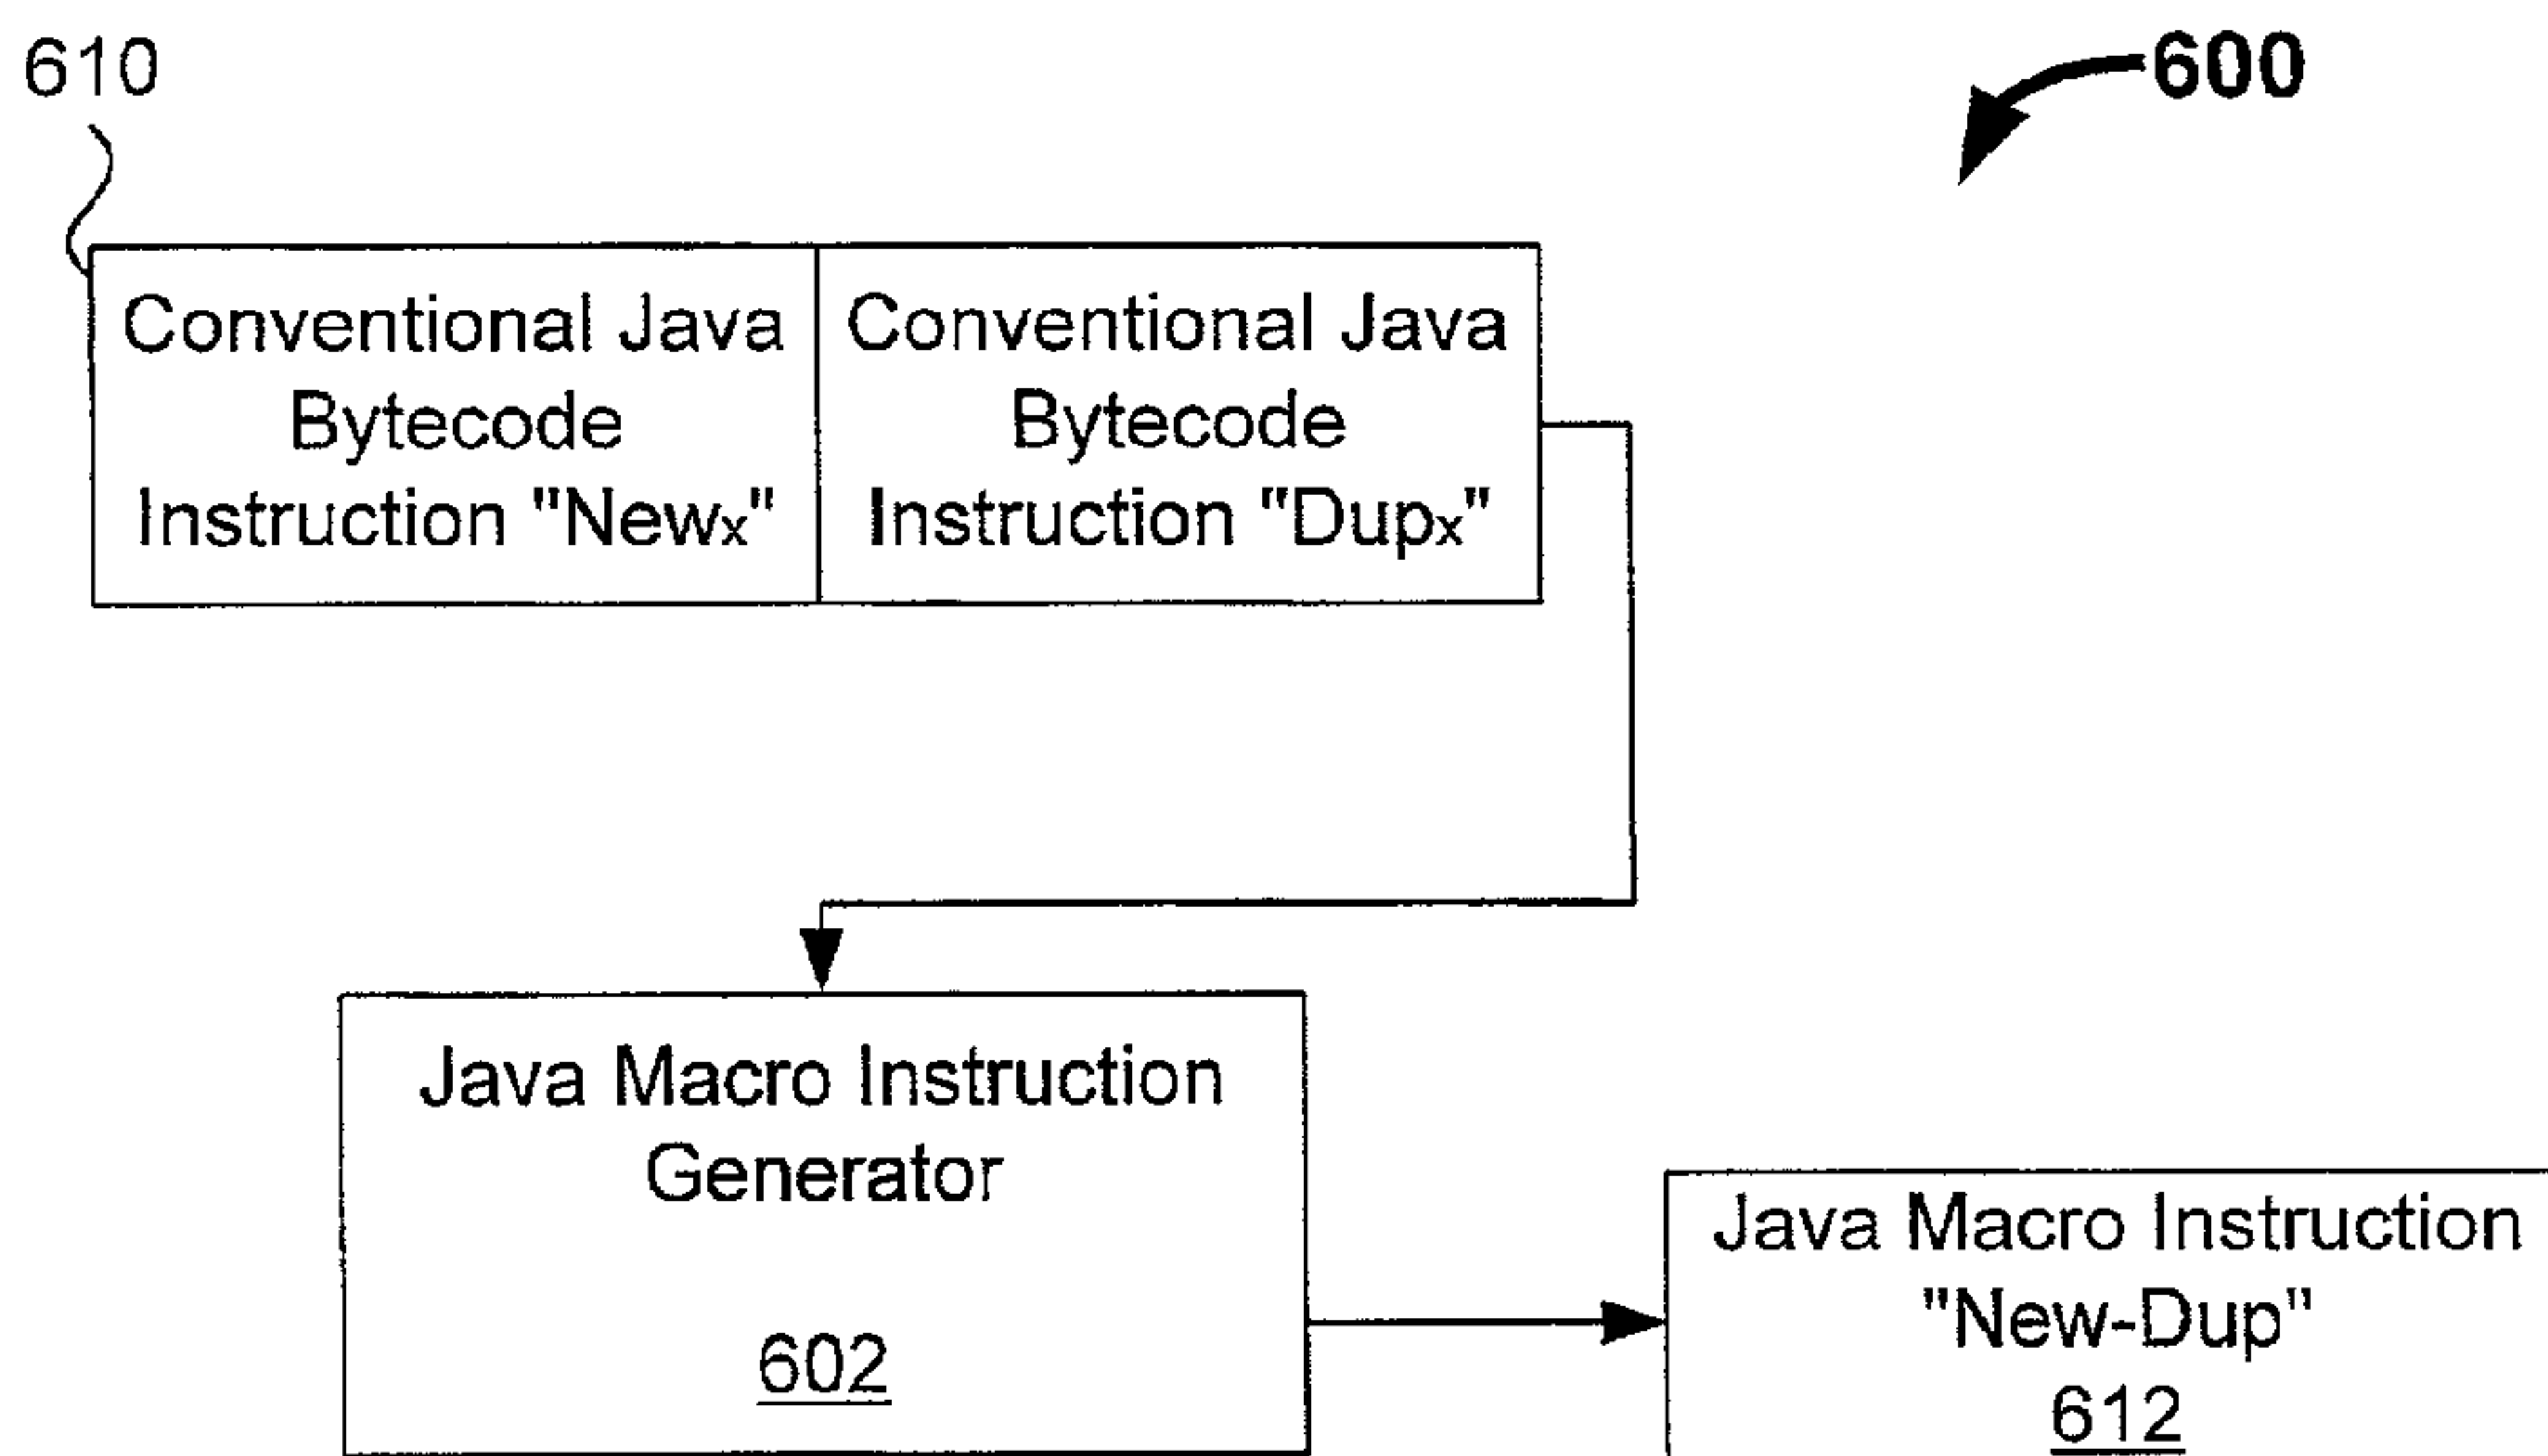 610
600
Conventional Java
Bytecode
Instruction "Newx"
Conventional Java
Bytecode
Instruction "Dupx"
Java Macro Instruction
Generator
602
Java Macro Instruction
"New-Dup"
612